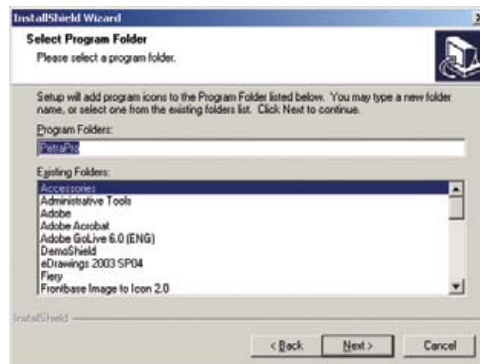 InstallShield Wizard
Select Program Folder
Please select a program folder.
Setup will add program icons to the Program Folder listed below. You may type a new folder
name, or select one from the existing folders list. Click Next to continue.
Program Folders:
PetraPro
Existing Folders:
Accessories
Administrative Tools
Adobe
Adobe Acrobat
Adobe GoLive 6.0 (ENG)
DemoShield
eDrawings 2003 SP04
Fiery
Frontbase Image to Icon 2.0
InstallShield
< Back Next > Cancel